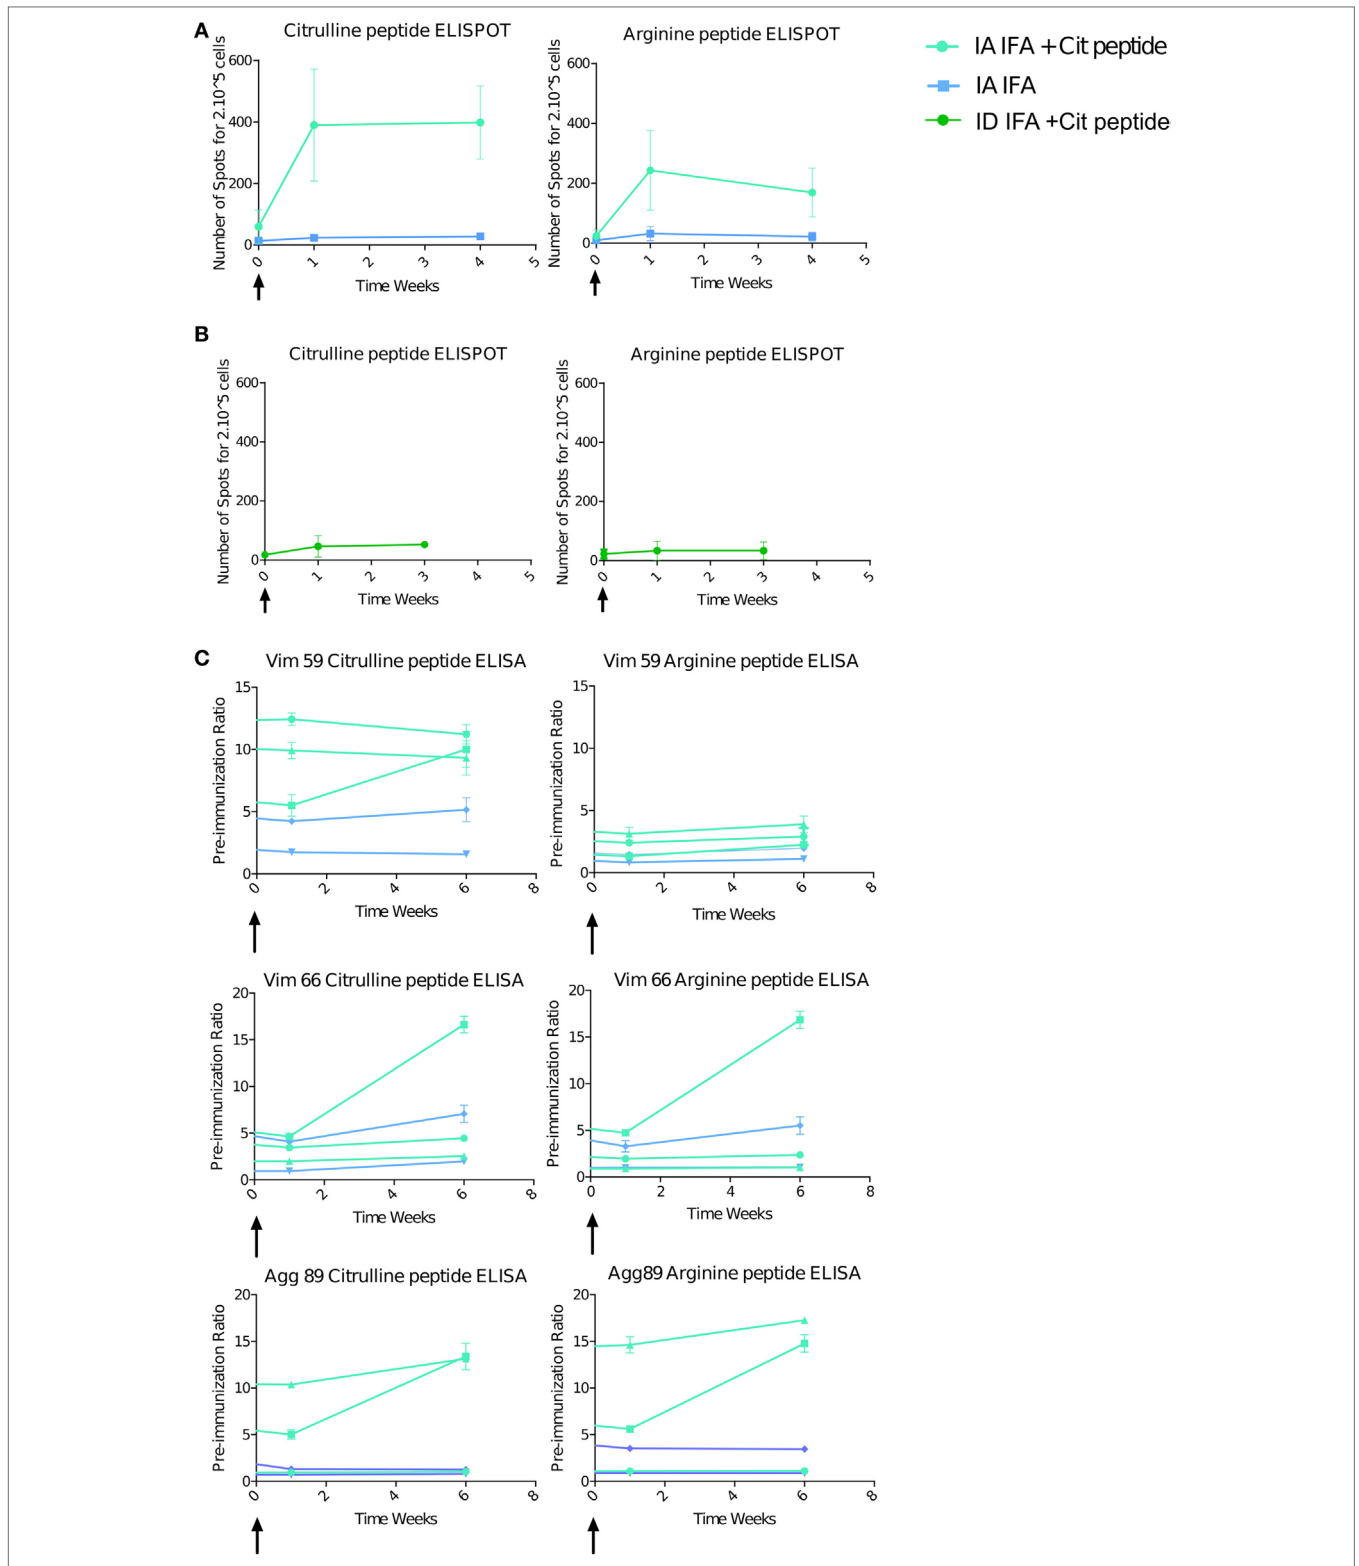 A
Citrulline peptide ELISPOT
Number of Spots for 2.10^5 cells
600
400
200
0
0 1 2 3 4 5
Time Weeks
Arginine peptide ELISPOT
Number of Spots for 2.10^5 cells
600
400
200
0
0 1 2 3 4 5
Time Weeks
IA IFA + Cit peptide
IA IFA
ID IFA +Cit peptide
B
Citrulline peptide ELISPOT
Number of Spots for 2.10^5 cells
600
400
200
0
0 1 2 3 4 5
Time Weeks
Arginine peptide ELISPOT
Number of Spots for 2.10^5 cells
600
400
200
0
0 1 2 3 4 5
Time Weeks
C
Vim 59 Citrulline peptide ELISA
Pre-immunization Ratio
15
10
5
0
0 2 4 6 8
Time Weeks
Vim 59 Arginine peptide ELISA
Pre-immunization Ratio
15
10
5
0
0 2 4 6 8
Time Weeks
Vim 66 Citrulline peptide ELISA
Pre-immunization Ratio
20
15
10
5
0
0 2 4 6 8
Time Weeks
Vim 66 Arginine peptide ELISA
Pre-immunization Ratio
20
15
10
5
0
0 2 4 6 8
Time Weeks
Agg 89 Citrulline peptide ELISA
Pre-immunization Ratio
20
15
10
5
0
0 2 4 6 8
Time Weeks
Agg89 Arginine peptide ELISA
Pre-immunization Ratio
20
15
10
5
0
0 2 4 6 8
Time Weeks